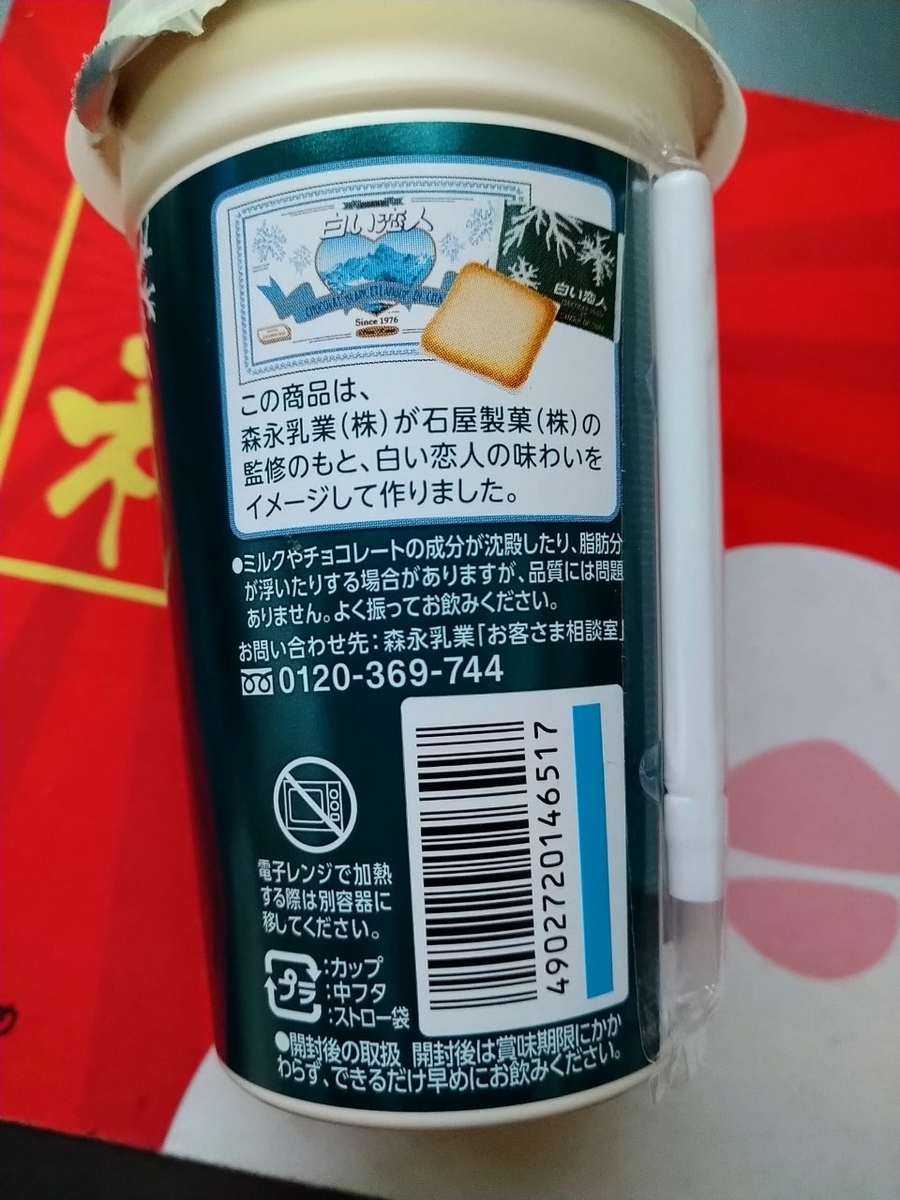 白い恋人
Since 1976
白い恋人
この商品は、
森永乳業(株)が石屋製菓(株)の
監修のもと、白い恋人の味わいを
イメージして作りました。
●ミルクやチョコレートの成分が沈殿したり、脂肪分
が浮いたりする場合がありますが、品質には問題
ありません。よく振ってお飲みください。
お問い合わせ先：森永乳業「お客さま相談室」
0120-369-744
4902720146517
電子レンジで加熱
する際は別容器に
移してください。
プラ
：カップ
：中フタ
：ストロー袋
●開封後の取扱 開封後は賞味期限にかか
わらず、できるだけ早めにお飲みください。